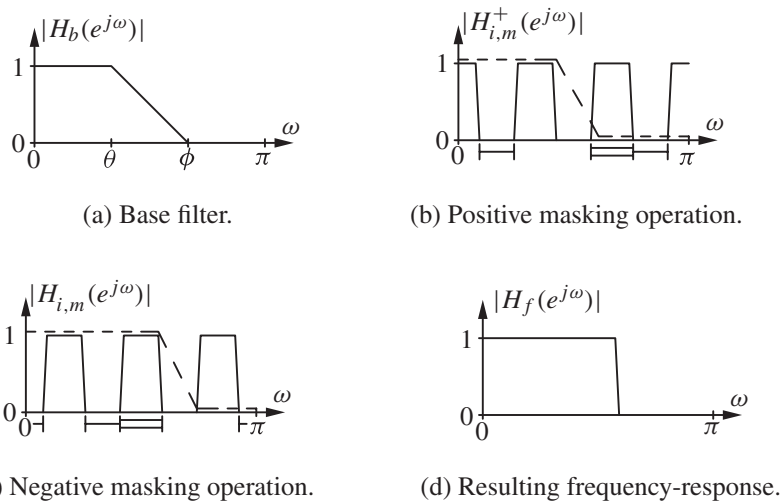 |H_b(e^{jω})|
1
0
0 θ ϕ π ω
(a) Base filter.
|H^+_{i,m}(e^{jω})|
1
0
0 π ω
(b) Positive masking operation.
|H_{i,m}(e^{jω})|
1
0
0 π ω
) Negative masking operation.
|H_f(e^{jω})|
1
0
0 π ω
(d) Resulting frequency-response.